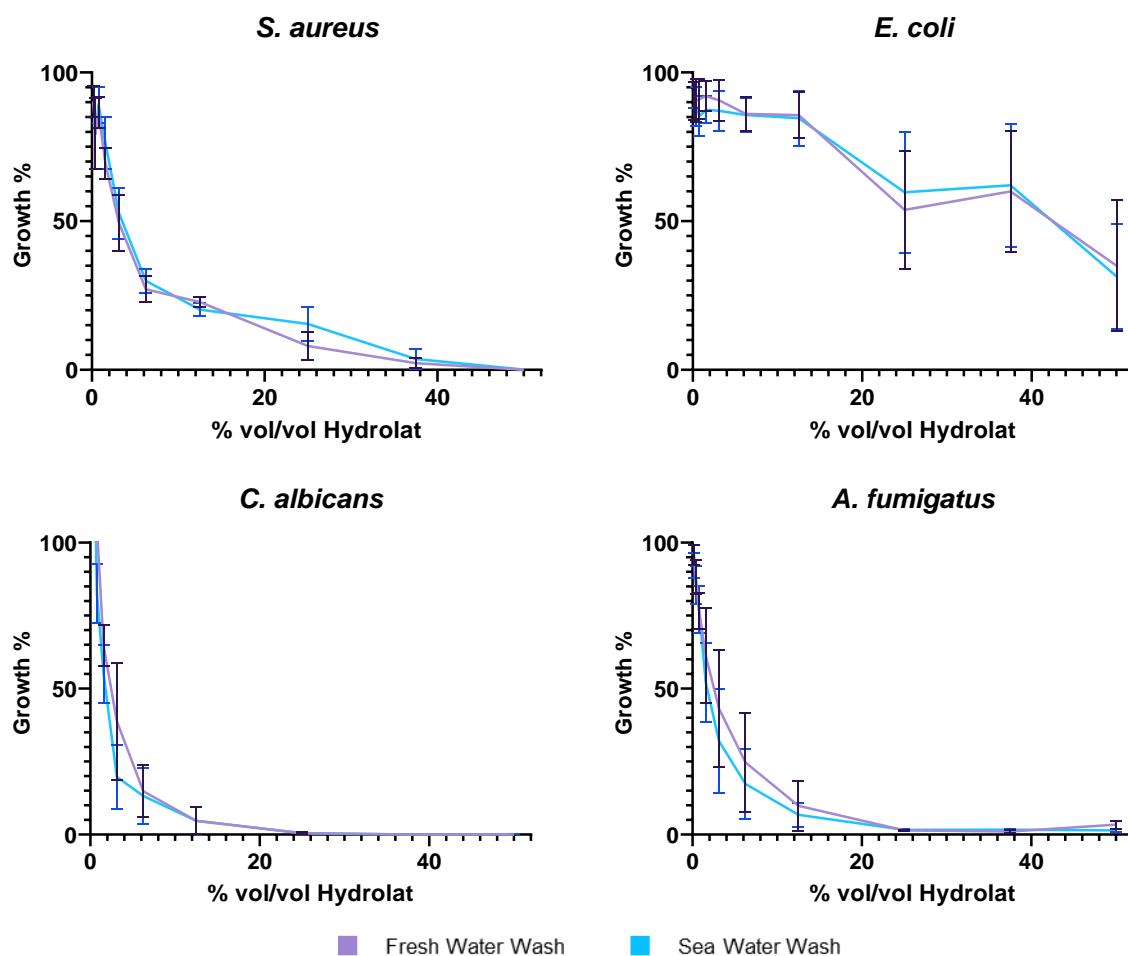 S. aureus
100
50
0
Growth %
0 20 40
% vol/vol Hydrolat
E. coli
100
50
0
Growth %
0 20 40
% vol/vol Hydrolat
C. albicans
100
50
0
Growth %
0 20 40
% vol/vol Hydrolat
A. fumigatus
100
50
0
Growth %
0 20 40
% vol/vol Hydrolat
Fresh Water Wash Sea Water Wash